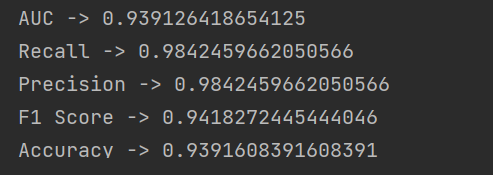 AUC -> 0.939126418654125
Recall -> 0.9842459662050566
Precision -> 0.9842459662050566
F1 Score -> 0.9418272445444046
Accuracy -> 0.9391608391608391